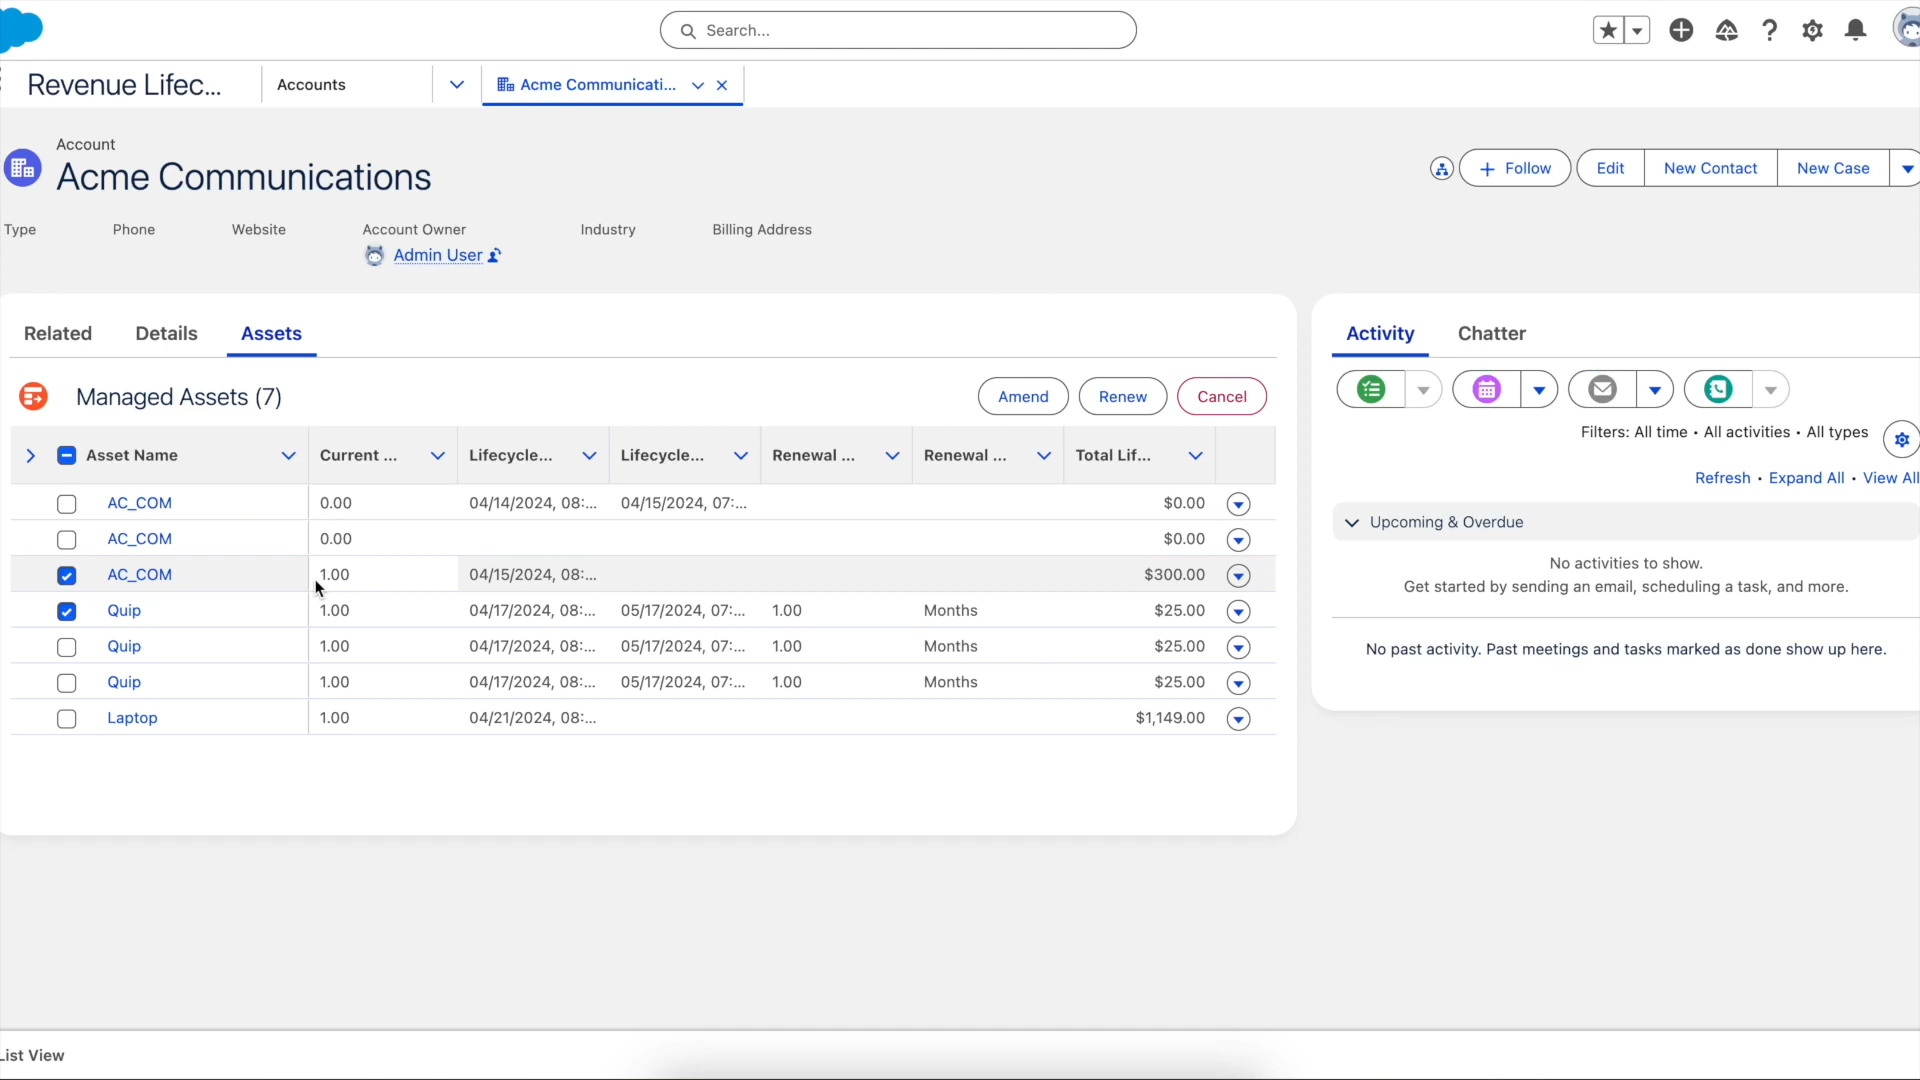 Search...
Revenue Lifec...
Accounts
Acme Communicati...
Account
Acme Communications
Follow
Edit
New Contact
New Case
Type
Phone
Website
Account Owner
Industry
Billing Address
Admin User
Related
Details
Assets
Activity
Chatter
Managed Assets (7)
Amend
Renew
Cancel
Filters: All time • All activities • All types
Refresh • Expand All • View All
Asset Name Current ... Lifecycle... Lifecycle... Renewal ... Renewal ... Total Lif...
AC_COM 0.00 04/14/2024, 08:... 04/15/2024, 07:... $0.00
AC_COM 0.00 $0.00
AC_COM 1.00 04/15/2024, 08:... $300.00
Quip 1.00 04/17/2024, 08:... 05/17/2024, 07:... 1.00 Months $25.00
Quip 1.00 04/17/2024, 08:... 05/17/2024, 07:... 1.00 Months $25.00
Quip 1.00 04/17/2024, 08:... 05/17/2024, 07:... 1.00 Months $25.00
Laptop 1.00 04/21/2024, 08:... $1,149.00
Upcoming & Overdue
No activities to show.
Get started by sending an email, scheduling a task, and more.
No past activity. Past meetings and tasks marked as done show up here.
List View